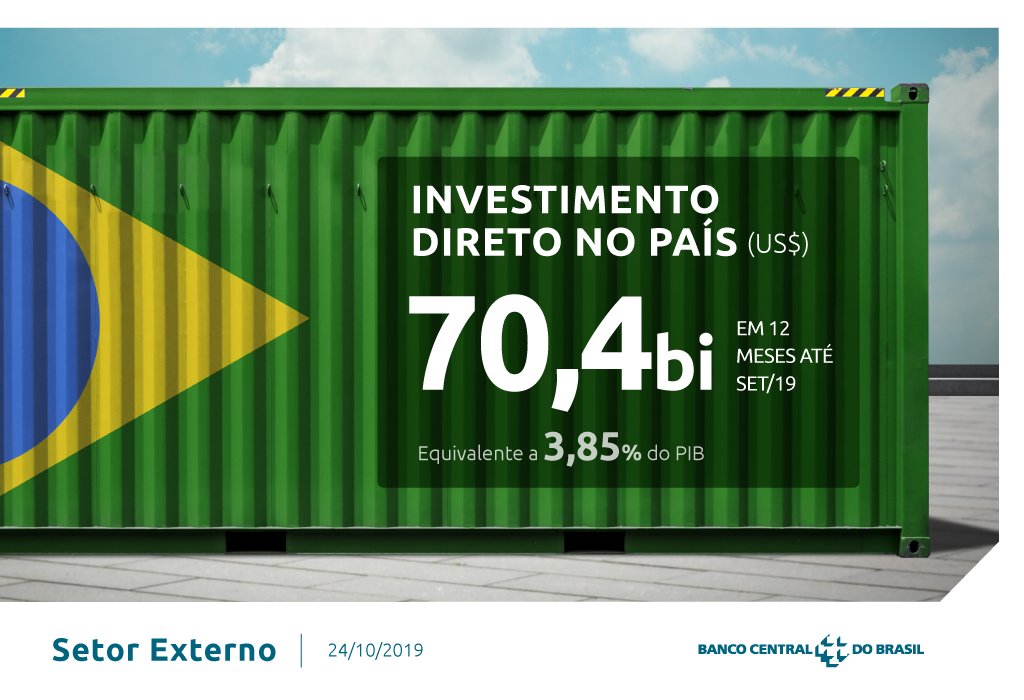 INVESTIMENTO
DIRETO NO PAÍS (US$)
70,4bi
EM 12
MESES ATÉ
SET/19
Equivalente a 3,85% do PIB
Setor Externo
24/10/2019
BANCO CENTRAL DO BRASIL